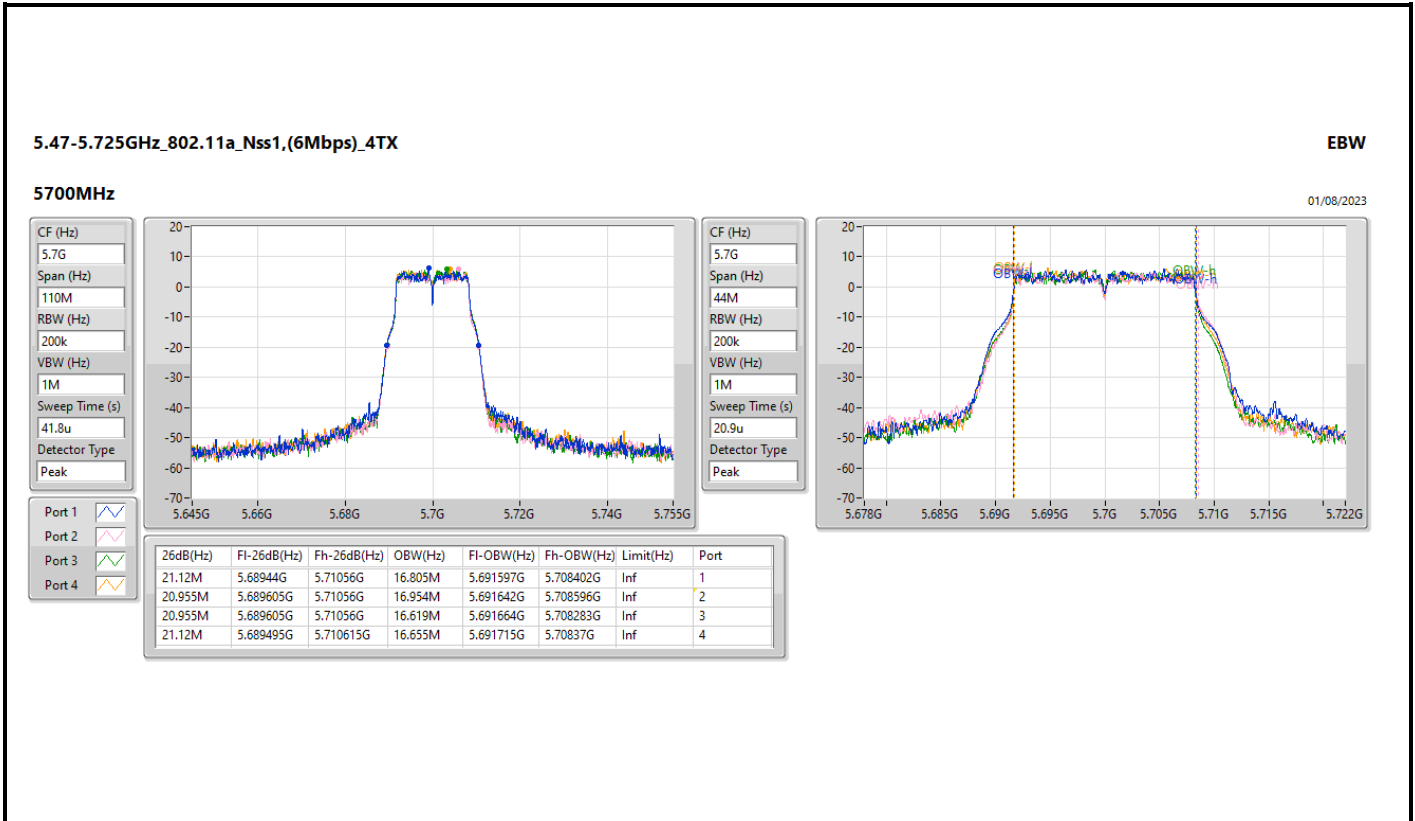 5.47-5.725GHz_802.11a_Nss1,(6Mbps)_4TX
EBW
5700MHz
01/08/2023
CF (Hz)
5.7G
Span (Hz)
110M
RBW (Hz)
200k
VBW (Hz)
1M
Sweep Time (s)
41.8u
Detector Type
Peak
20
10
0
-10
-20
-30
-40
-50
-60
-70
5.645G 5.66G 5.68G 5.7G 5.72G 5.74G 5.755G
CF (Hz)
5.7G
Span (Hz)
44M
RBW (Hz)
200k
VBW (Hz)
1M
Sweep Time (s)
20.9u
Detector Type
Peak
20
10
0
-10
-20
-30
-40
-50
-60
-70
OBW-h
5.678G 5.685G 5.69G 5.695G 5.7G 5.705G 5.71G 5.715G 5.722G
Port 1
Port 2
Port 3
Port 4
26dB(Hz) Fl-26dB(Hz) Fh-26dB(Hz) OBW(Hz) Fl-OBW(Hz) Fh-OBW(Hz) Limit(Hz) Port
21.12M 5.68944G 5.71056G 16.805M 5.691597G 5.708402G Inf 1
20.955M 5.689605G 5.71056G 16.954M 5.691642G 5.708596G Inf 2
20.955M 5.689605G 5.71056G 16.619M 5.691664G 5.708283G Inf 3
21.12M 5.689495G 5.710615G 16.655M 5.691715G 5.70837G Inf 4